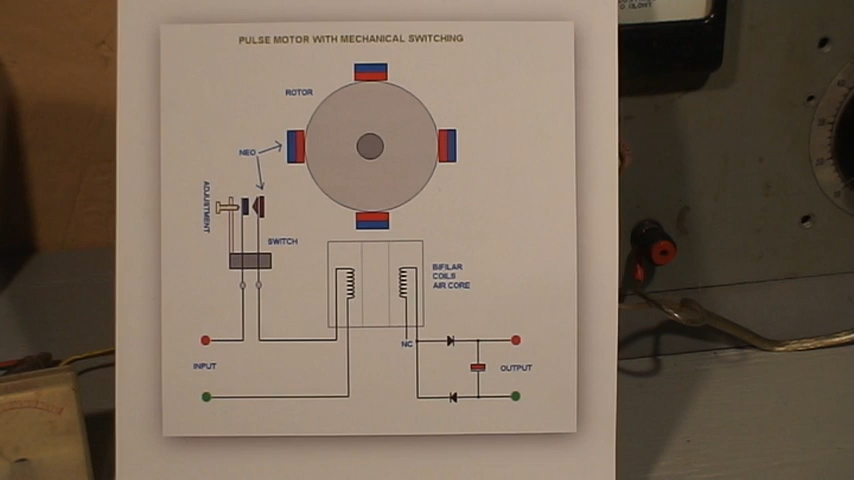 PULSE MOTOR WITH MECHANICAL SWITCHING
ROTOR
NEO
ADJUSTMENT
SWITCH
BIFILAR
COILS
AIR CORE
NC
INPUT
OUTPUT